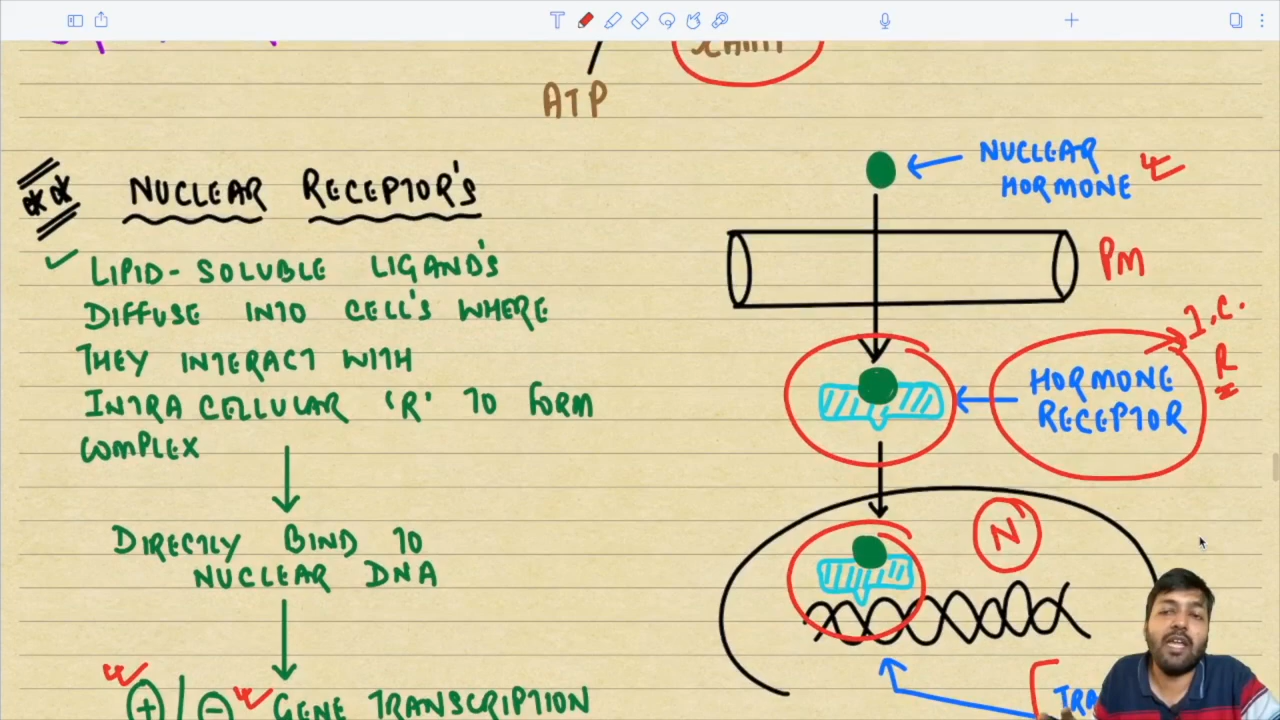 ATP
NUCLEAR RECEPTOR'S
LIPID-SOLUBLE LIGAND'S
DIFFUSE INTO CELL'S WHERE
THEY INTERACT WITH
INTRA CELLULAR 'R' TO FORM
COMPLEX
DIRECTLY BIND TO
NUCLEAR DNA
+ / - GENE TRANSCRIPTION
NUCLEAR
HORMONE
PM
I.C.
R
HORMONE
RECEPTOR
N